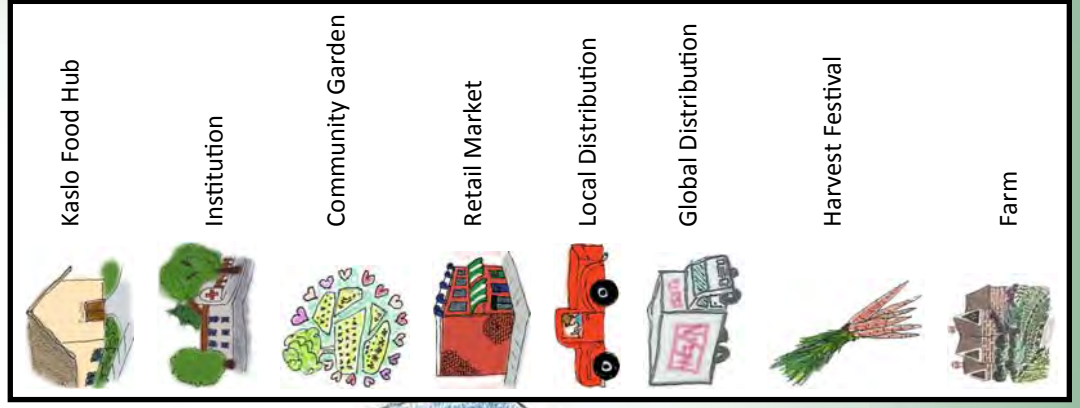 Kaslo Food Hub
Institution
Community Garden
Retail Market
Local Distribution
Global Distribution
Harvest Festival
Farm